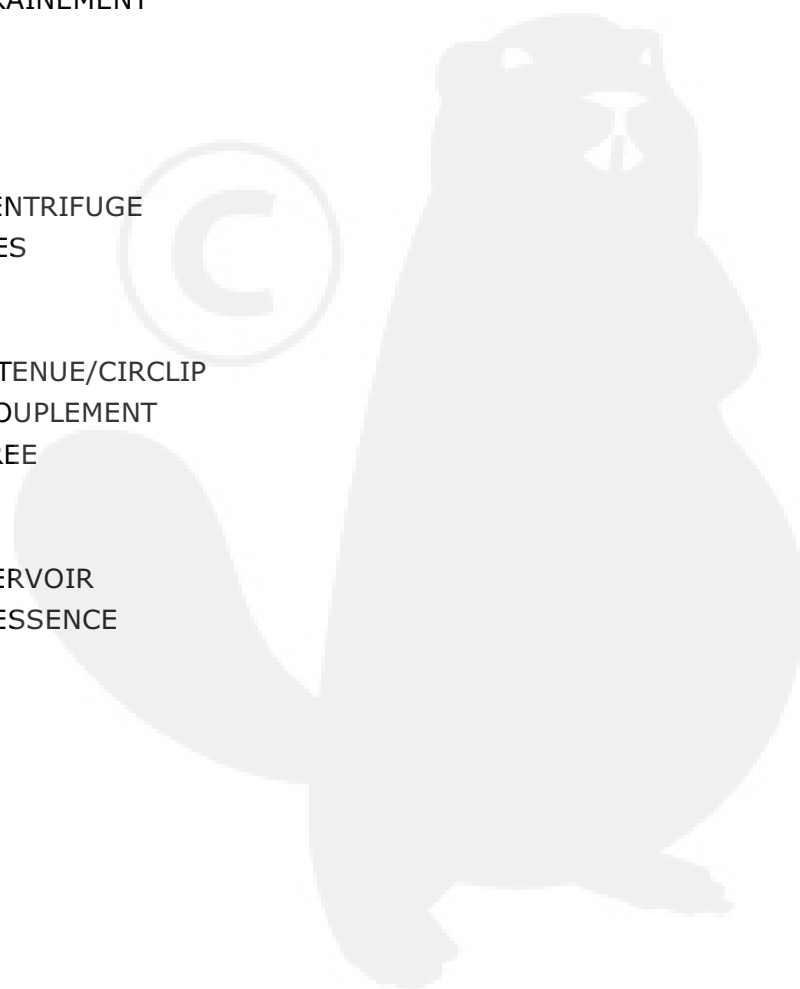 RAINEMENT
ENTRIFUGE
ES
TENUE/CIRCLIP
OUPLEMENT
REE
ERVOIR
ESSENCE
©